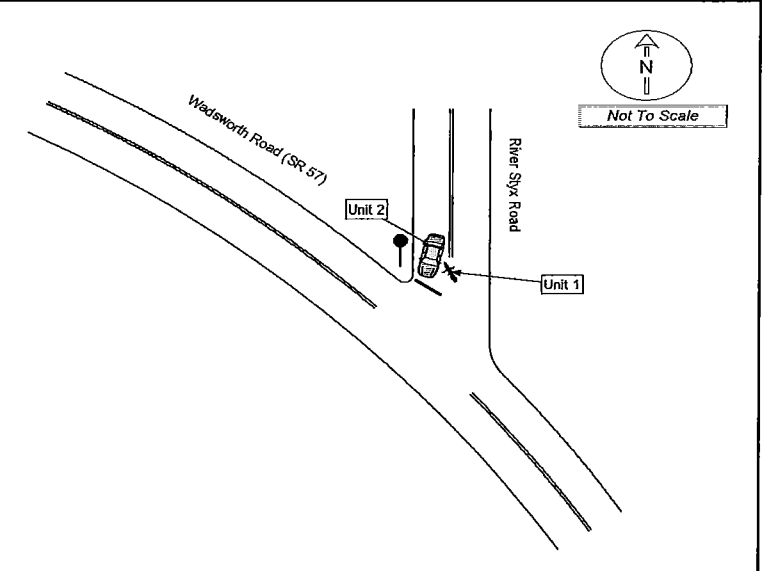 N
Not To Scale
Wadsworth Road (SR 57)
River Styx Road
Unit 2
Unit 1